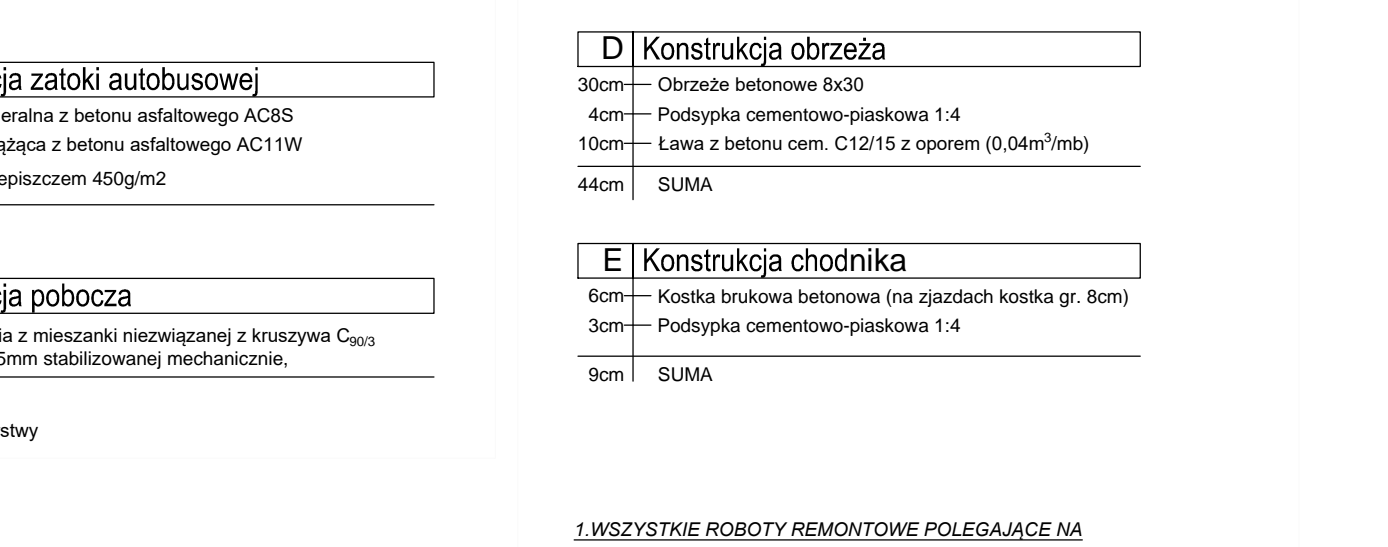 cja zatoki autobusowej
eralna z betonu asfaltowego AC8S
ążąca z betonu asfaltowego AC11W
episzczem 450g/m2
cja pobocza
ia z mieszanki niezwiązanej z kruszywa C90/3
5mm stabilizowanej mechanicznie,
stwy
D Konstrukcja obrzeża
30cm Obrzeże betonowe 8x30
4cm Podsypka cementowo-piaskowa 1:4
10cm Ława z betonu cem. C12/15 z oporem (0,04m³/mb)
44cm SUMA
E Konstrukcja chodnika
6cm Kostka brukowa betonowa (na zjazdach kostka gr. 8cm)
3cm Podsypka cementowo-piaskowa 1:4
9cm SUMA
1.WSZYSTKIE ROBOTY REMONTOWE POLEGAJĄCE NA